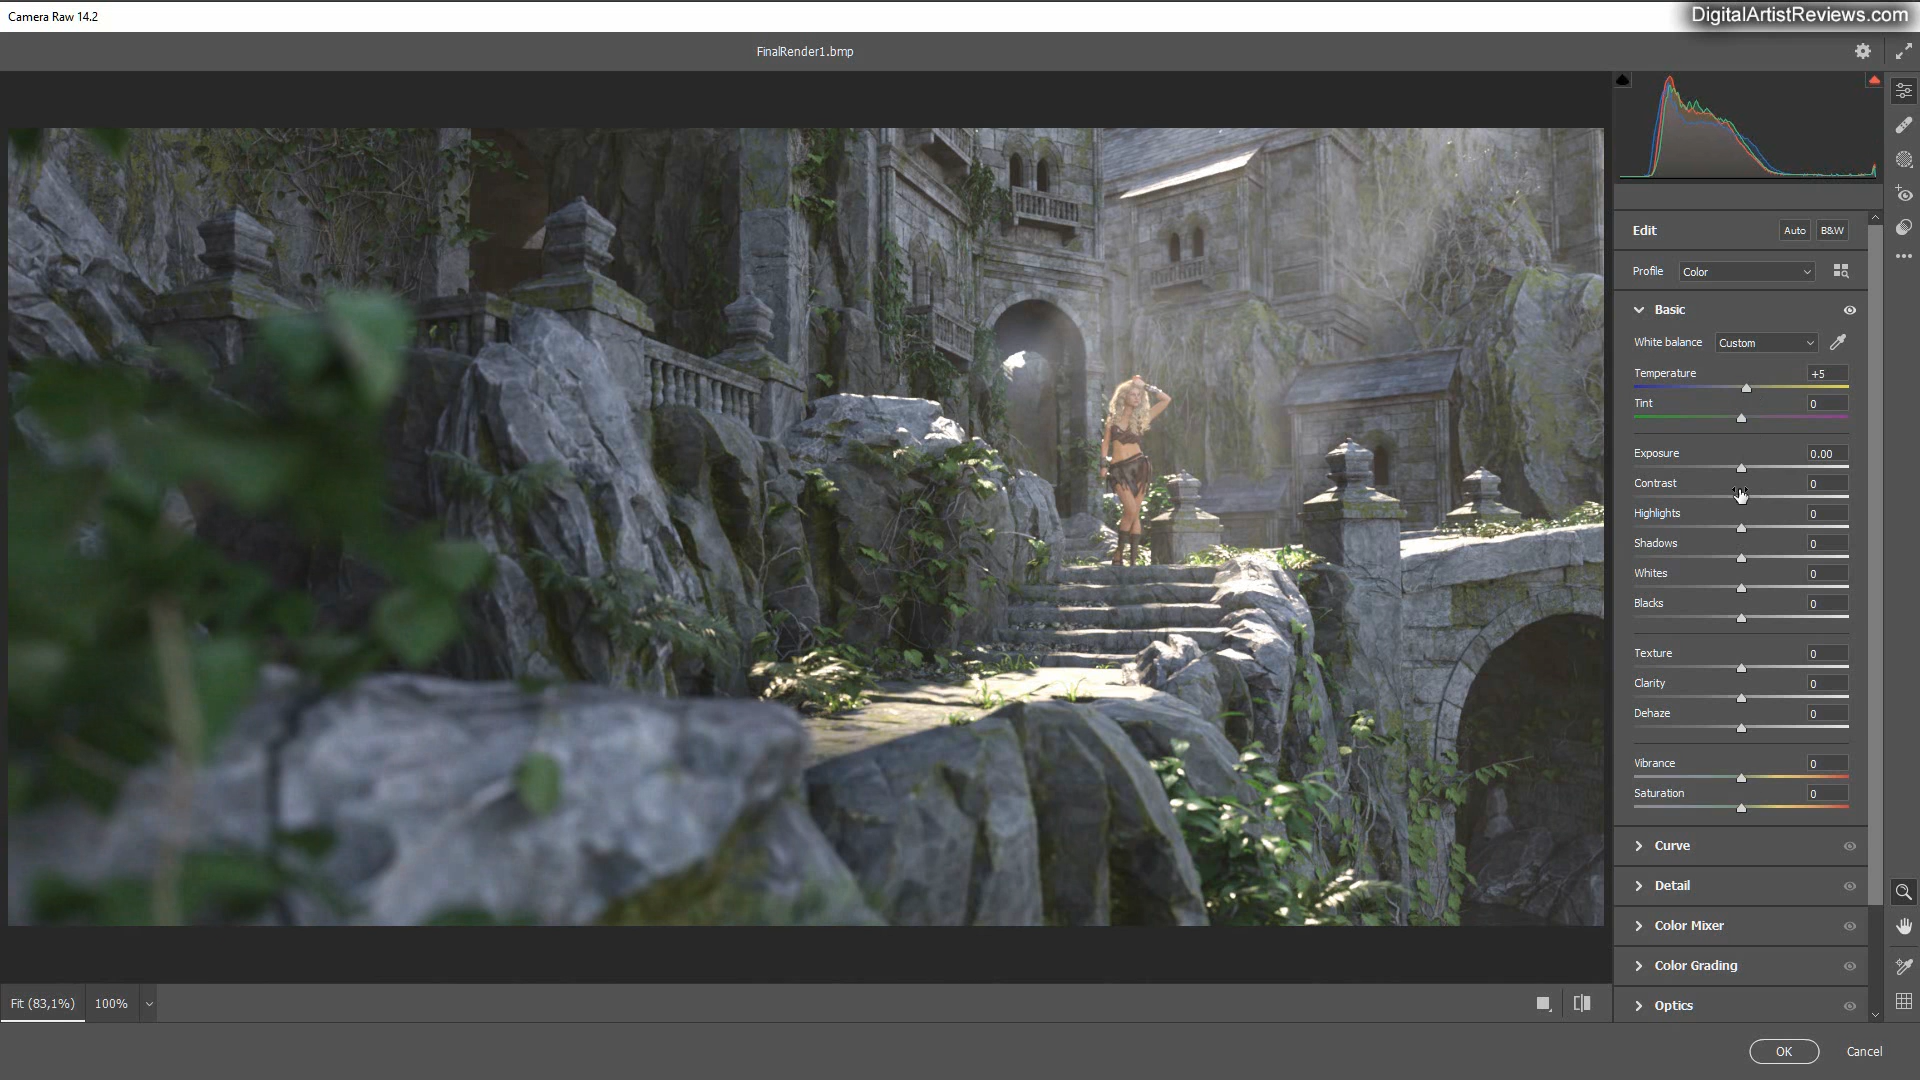 Camera Raw 14.2
DigitalArtistReviews.com
FinalRender1.bmp
Edit Auto B&W
Profile Color
Basic
White balance Custom
Temperature +5
Tint 0
Exposure 0.00
Contrast 0
Highlights 0
Shadows 0
Whites 0
Blacks 0
Texture 0
Clarity 0
Dehaze 0
Vibrance 0
Saturation 0
Curve
Detail
Color Mixer
Color Grading
Optics
Fit (83,1%) 100%
OK Cancel